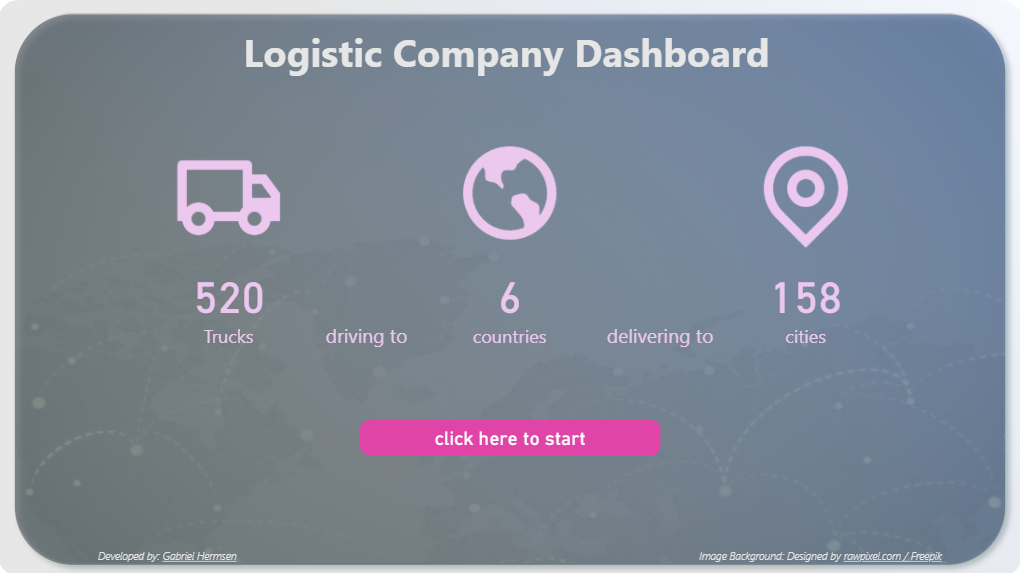 Logistic Company Dashboard
520
Trucks
driving to
6
countries
delivering to
158
cities
click here to start
Developed by: Gabriel Hermsen
Image Background: Designed by rawpixel.com / Freepik